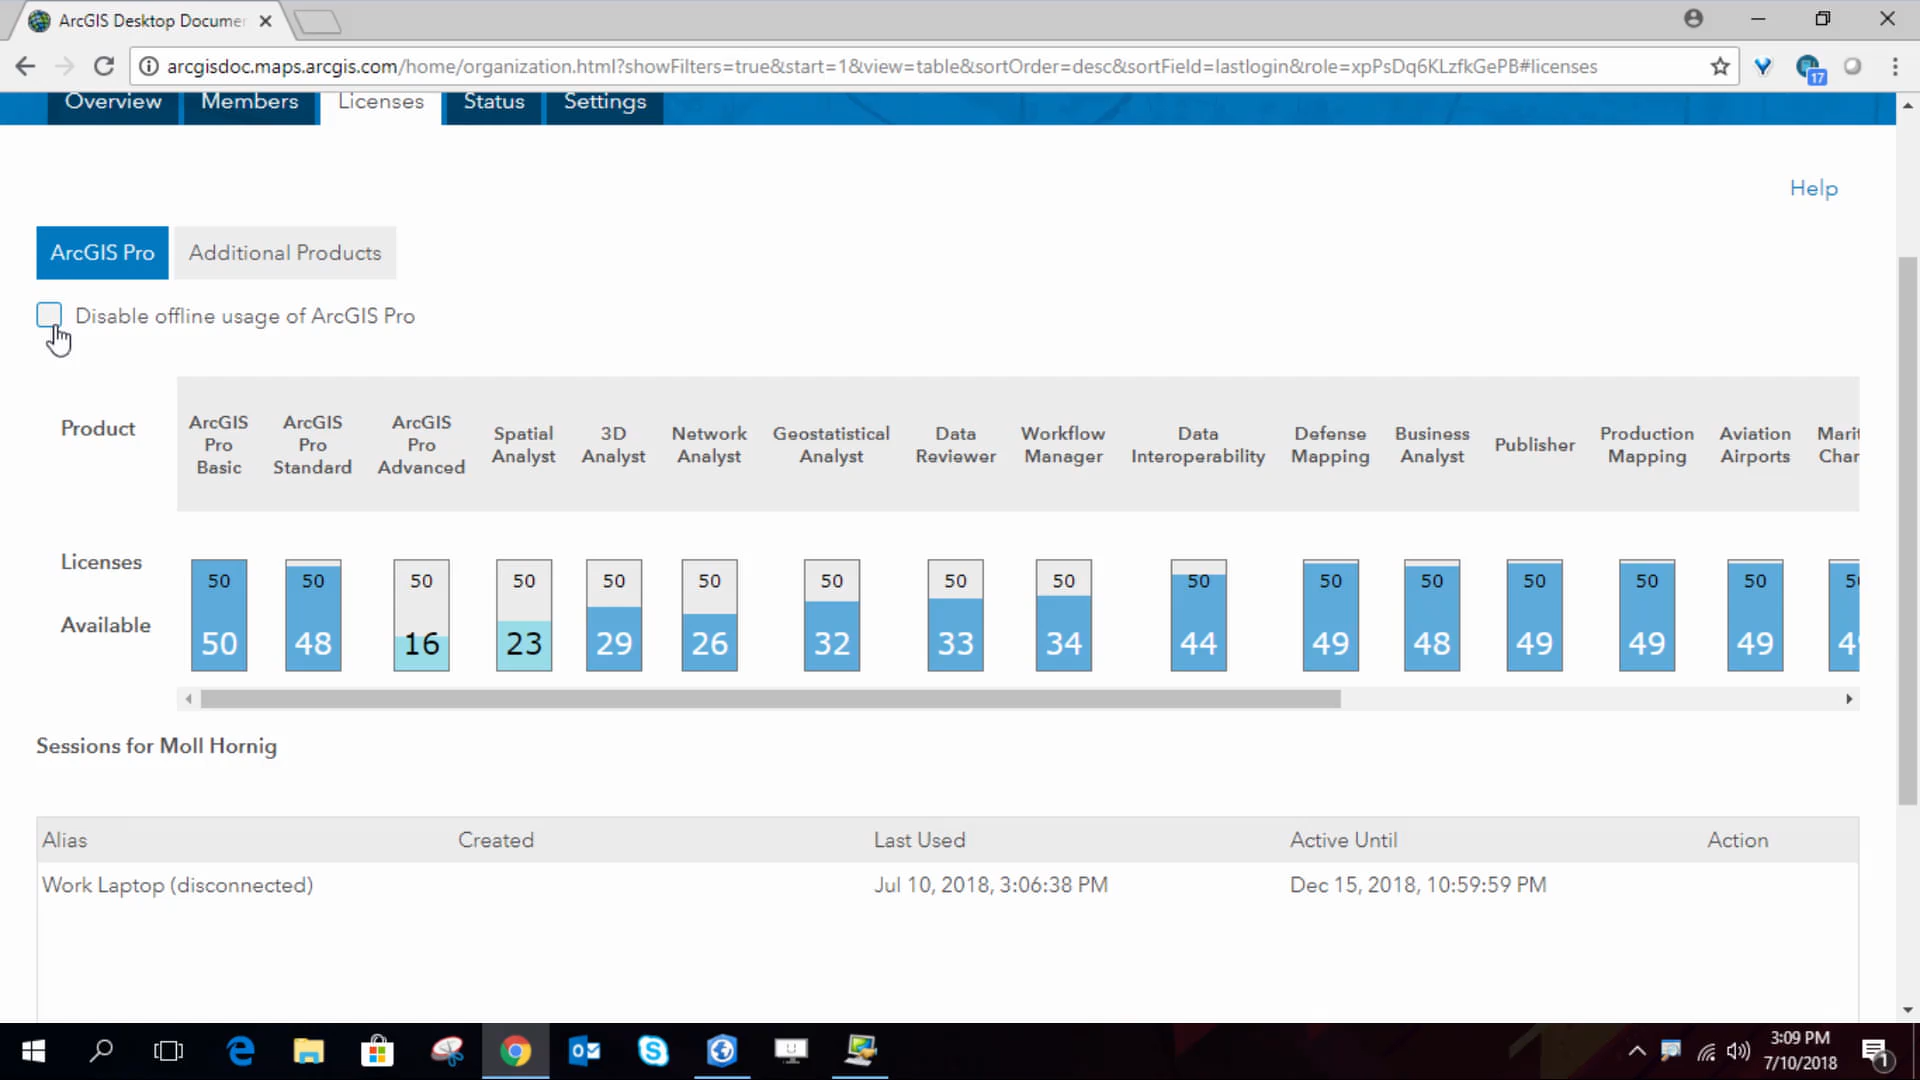 ArcGIS Desktop Documen
arcgisdoc.maps.arcgis.com/home/organization.html?showFilters=true&start=1&view=table&sortOrder=desc&sortField=lastlogin&role=xpPsDq6KLzfkGePB#licenses
17
Overview Members Licenses Status Settings
Help
ArcGIS Pro Additional Products
Disable offline usage of ArcGIS Pro
Product
ArcGIS Pro Basic
ArcGIS Pro Standard
ArcGIS Pro Advanced
Spatial Analyst
3D Analyst
Network Analyst
Geostatistical Analyst
Data Reviewer
Workflow Manager
Data Interoperability
Defense Mapping
Business Analyst
Publisher
Production Mapping
Aviation Airports
Marit
Char
Licenses 50 50 50 50 50 50 50 50 50 50 50 50 50 50 50 50
Available 50 48 16 23 29 26 32 33 34 44 49 48 49 49 49 49
Sessions for Moll Hornig
Alias Created Last Used Active Until Action
Work Laptop (disconnected) Jul 10, 2018, 3:06:38 PM Dec 15, 2018, 10:59:59 PM
3:09 PM
7/10/2018
1